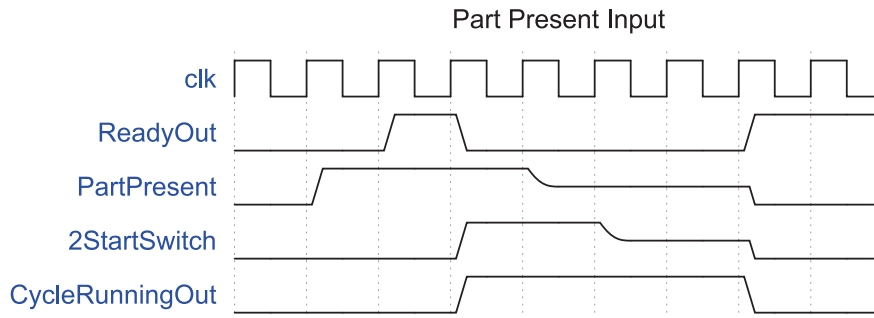 Part Present Input
clk
ReadyOut
PartPresent
2StartSwitch
CycleRunningOut